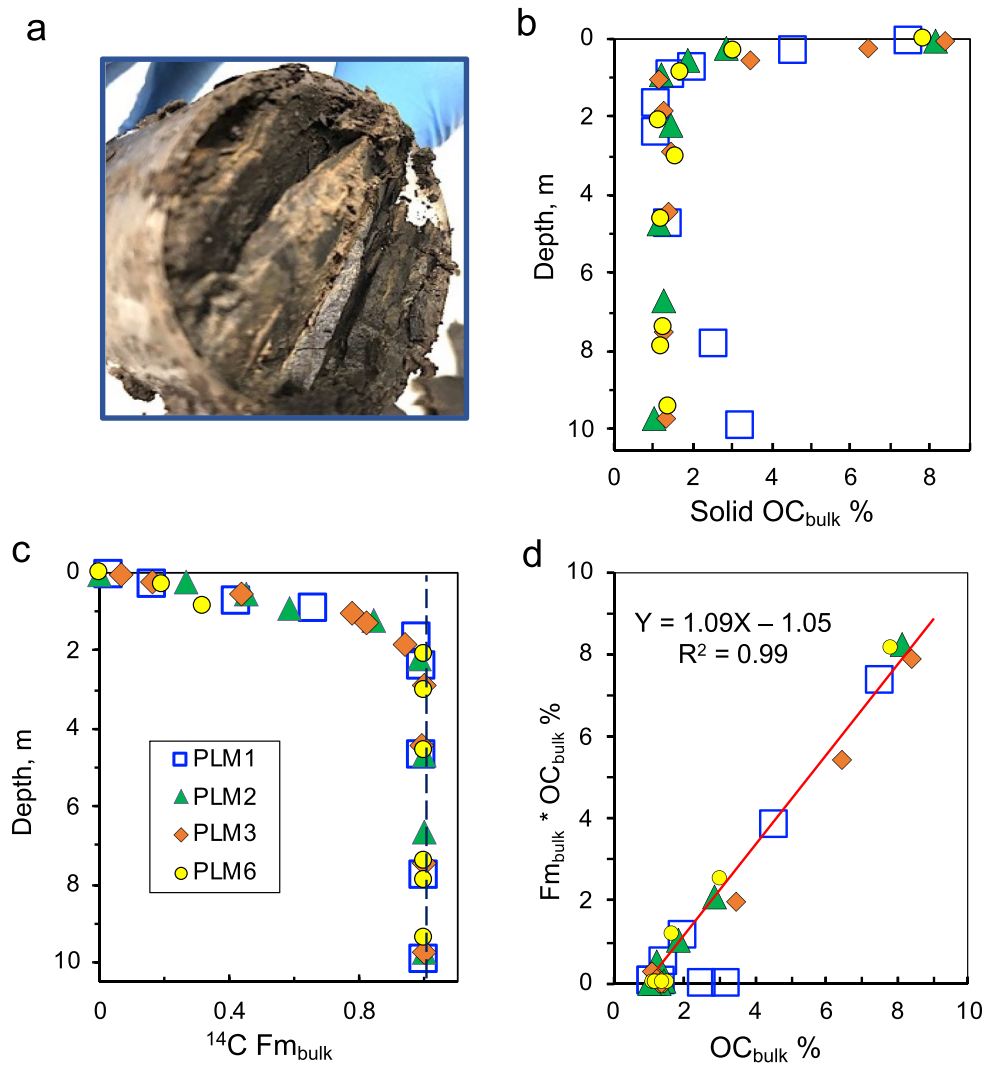 a
b
0
2
4
6
8
10
Depth, m
0 2 4 6 8
Solid OCbulk %
c
0
2
4
6
8
10
Depth, m
PLM1
PLM2
PLM3
PLM6
0 0.4 0.8
14C Fmbulk
d
10
8
6
4
2
0
Fmbulk * OCbulk %
Y = 1.09X – 1.05
R2 = 0.99
0 2 4 6 8 10
OCbulk %